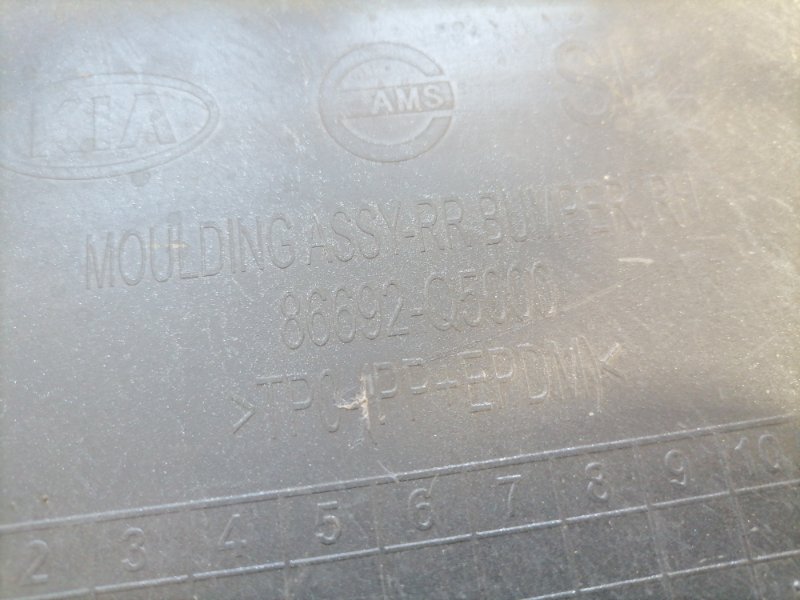 KIA AMS
MOULDING ASSY-RR BUMPER, RH
86692-Q5000
>TPO-(PP+EPDM)<
2 3 4 5 6 7 8 9 10